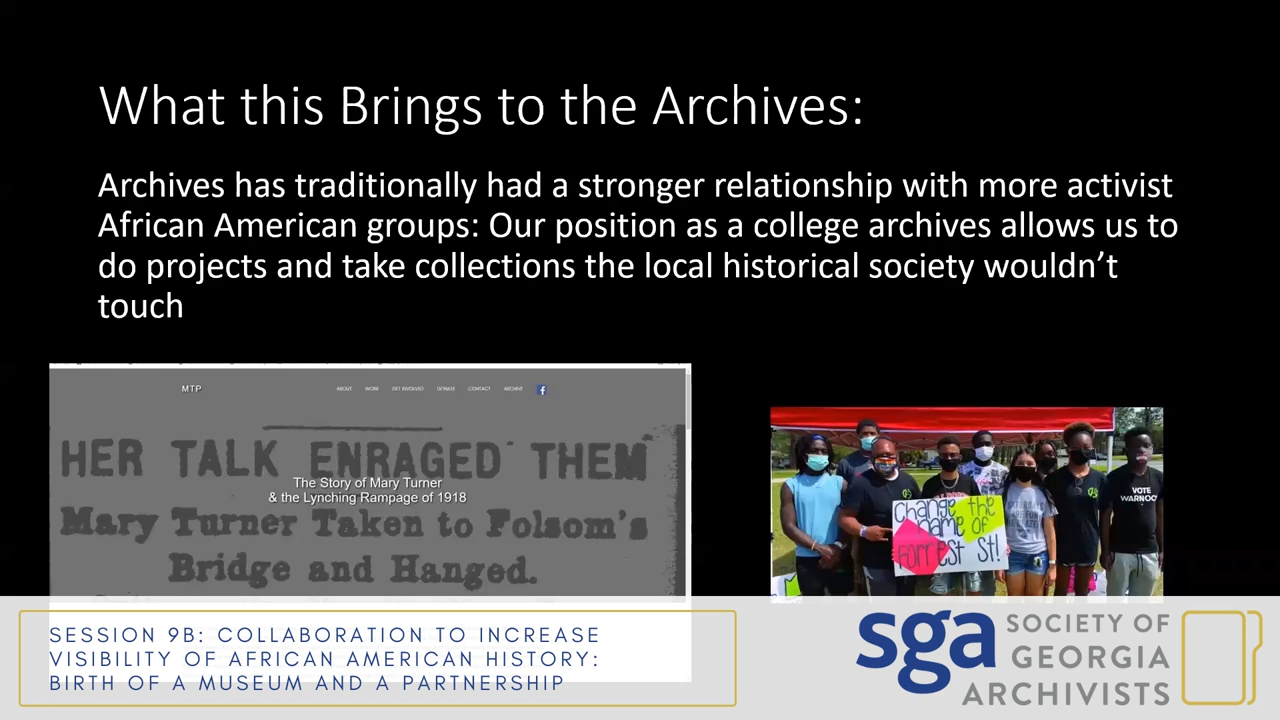 What this Brings to the Archives:
Archives has traditionally had a stronger relationship with more activist
African American groups: Our position as a college archives allows us to
do projects and take collections the local historical society wouldn't
touch
MTP
ABOUT WORK GET INVOLVED DONATE CONTACT ARCHIVE f
HER TALK ENRAGED THEM
The Story of Mary Turner
& the Lynching Rampage of 1918
Mary Turner Taken to Folsom's
Bridge and Hanged.
Change the
name of
Forrest St!
VOTE
WARNOC
SESSION 9B: COLLABORATION TO INCREASE
VISIBILITY OF AFRICAN AMERICAN HISTORY:
BIRTH OF A MUSEUM AND A PARTNERSHIP
sga SOCIETY OF
GEORGIA
ARCHIVISTS